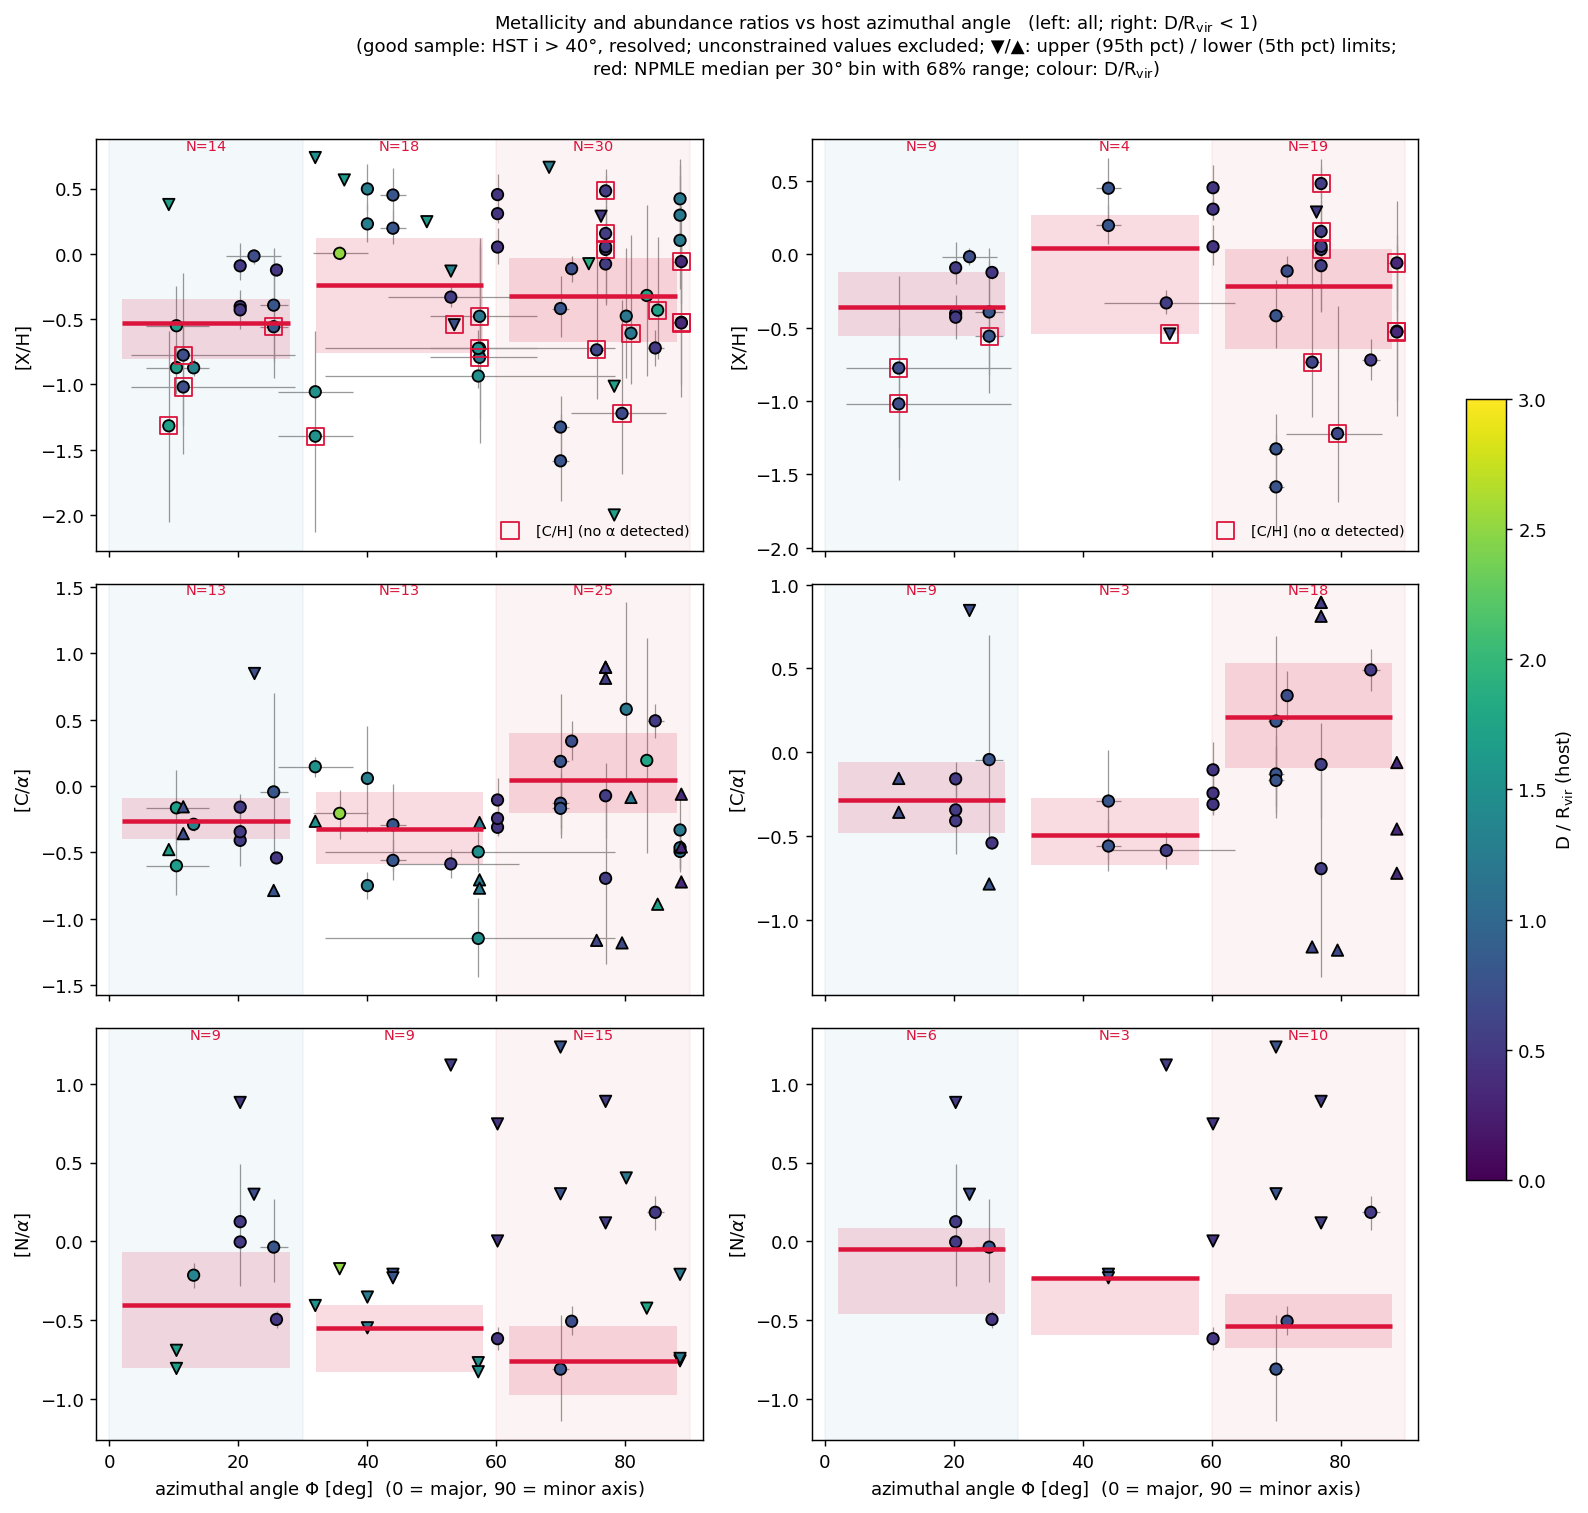 Metallicity and abundance ratios vs host azimuthal angle (left: all; right: D/Rvir < 1)
(good sample: HST i > 40°, resolved; unconstrained values excluded; ▼/▲: upper (95th pct) / lower (5th pct) limits;
red: NPMLE median per 30° bin with 68% range; colour: D/Rvir)
N=14 N=18 N=30
0.5
0.0
−0.5
−1.0
−1.5
−2.0
[X/H]
[C/H] (no α detected)
N=9 N=4 N=19
0.5
0.0
−0.5
−1.0
−1.5
−2.0
[X/H]
[C/H] (no α detected)
N=13 N=13 N=25
1.5
1.0
0.5
0.0
−0.5
−1.0
−1.5
[C/α]
N=9 N=3 N=18
1.0
0.5
0.0
−0.5
−1.0
[C/α]
N=9 N=9 N=15
1.0
0.5
0.0
−0.5
−1.0
[N/α]
0 20 40 60 80
azimuthal angle Φ [deg] (0 = major, 90 = minor axis)
N=6 N=3 N=10
1.0
0.5
0.0
−0.5
−1.0
[N/α]
0 20 40 60 80
azimuthal angle Φ [deg] (0 = major, 90 = minor axis)
3.0
2.5
2.0
1.5
1.0
0.5
0.0
D / Rvir (host)